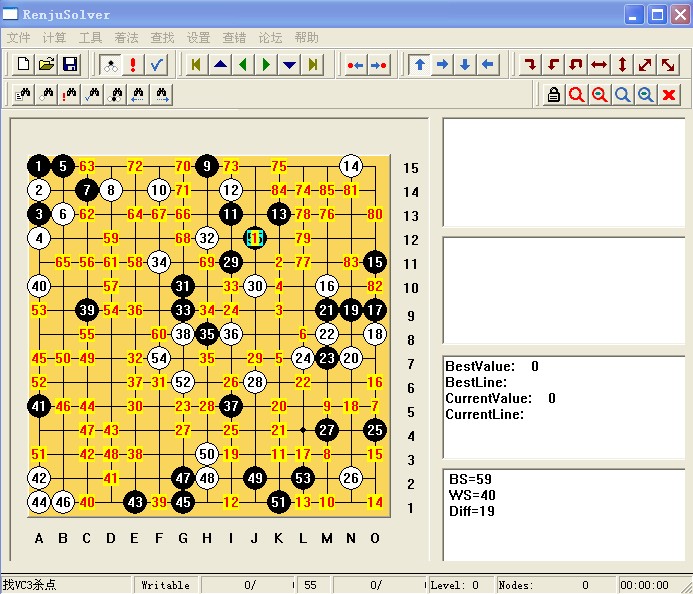 RenjuSolver
文件 计算 工具 着法 查找 设置 查错 论坛 帮助
1 5 63 72 70 9 73 75 14 15
2 7 8 10 71 12 84 74 85 81 14
3 6 62 64 67 66 11 13 78 76 80 13
4 59 68 32 1 79 12
65 56 61 58 34 69 29 2 77 83 15 11
40 57 31 33 30 4 16 82 10
53 39 54 36 33 34 24 3 21 19 17 9
55 60 38 35 36 6 22 18 8
45 50 49 32 54 35 29 5 24 23 20 7
52 37 31 52 26 28 22 16 6
41 46 44 30 23 28 37 20 9 18 7 5
47 43 27 25 21 27 25 4
51 42 48 38 50 19 11 17 8 15 3
42 41 47 48 49 53 26 2
44 46 40 43 39 45 12 51 13 10 14 1
A B C D E F G H I J K L M N O
BestValue: 0
BestLine:
CurrentValue: 0
CurrentLine:
BS=59
WS=40
Diff=19
找VC3杀点 Writable 0/ 55 0/ Level: 0 Nodes: 0 00:00:00